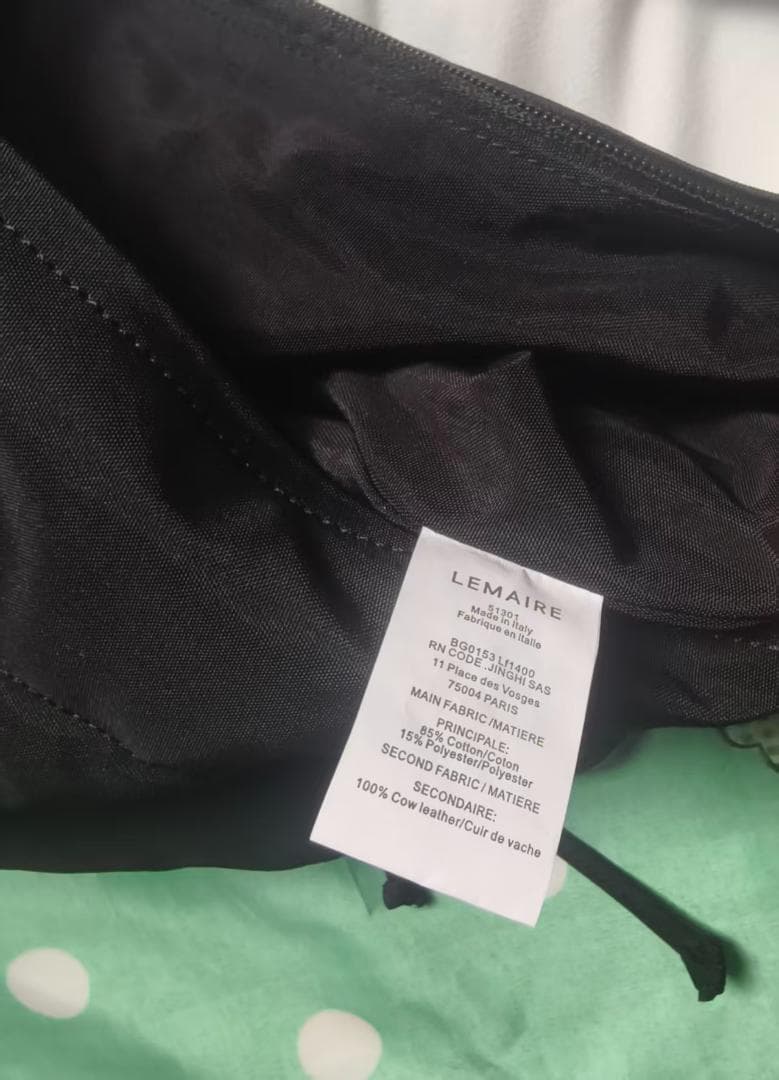 LEMAIRE
51301
Made in Italy
Fabrique en Italie
BG0153 Lf1400
RN CODE .JINGHI SAS
11 Place des Vosges
75004 PARIS
MAIN FABRIC /MATIERE
PRINCIPALE:
85% Cotton/Coton
15% Polyester/Polyester
SECOND FABRIC / MATIERE
SECONDAIRE:
100% Cow leather/Cuir de vache